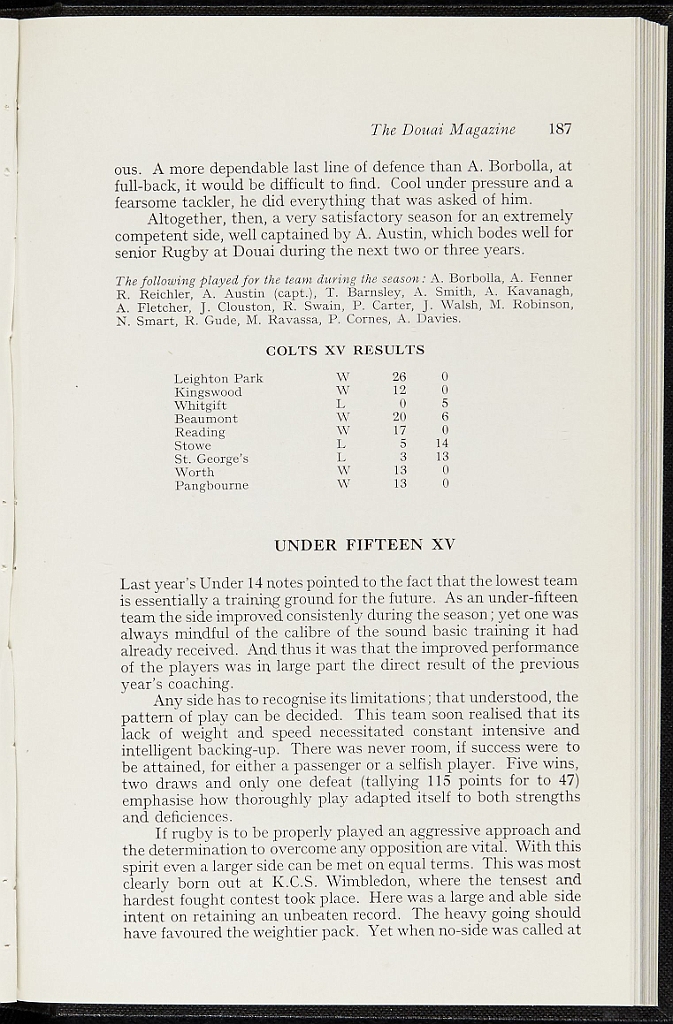 The Douai Magazine 187
ous. A more dependable last line of defence than A. Borbolla, at
full-back, it would be difficult to find. Cool under pressure and a
fearsome tackler, he did everything that was asked of him.
Altogether, then, a very satisfactory season for an extremely
competent side, well captained by A. Austin, which bodes well for
senior Rugby at Douai during the next two or three years.
The following played for the team during the season: A. Borbolla, A. Fenner
R. Reichler, A. Austin (capt.), T. Barnsley, A. Smith, A. Kavanagh,
A. Fletcher, J. Clouston, R. Swain, P. Carter, J. Walsh, M. Robinson,
N. Smart, R. Gude, M. Ravassa, P. Cornes, A. Davies.
COLTS XV RESULTS
Leighton Park W 26 0
Kingswood W 12 0
Whitgift L 0 5
Beaumont W 20 6
Reading W 17 0
Stowe L 5 14
St. George's L 3 13
Worth W 13 0
Pangbourne W 13 0
UNDER FIFTEEN XV
Last year's Under 14 notes pointed to the fact that the lowest team
is essentially a training ground for the future. As an under-fifteen
team the side improved consistenly during the season; yet one was
always mindful of the calibre of the sound basic training it had
already received. And thus it was that the improved performance
of the players was in large part the direct result of the previous
year's coaching.
Any side has to recognise its limitations; that understood, the
pattern of play can be decided. This team soon realised that its
lack of weight and speed necessitated constant intensive and
intelligent backing-up. There was never room, if success were to
be attained, for either a passenger or a selfish player. Five wins,
two draws and only one defeat (tallying 115 points for to 47)
emphasise how thoroughly play adapted itself to both strengths
and deficiences.
If rugby is to be properly played an aggressive approach and
the determination to overcome any opposition are vital. With this
spirit even a larger side can be met on equal terms. This was most
clearly born out at K.C.S. Wimbledon, where the tensest and
hardest fought contest took place. Here was a large and able side
intent on retaining an unbeaten record. The heavy going should
have favoured the weightier pack. Yet when no-side was called at